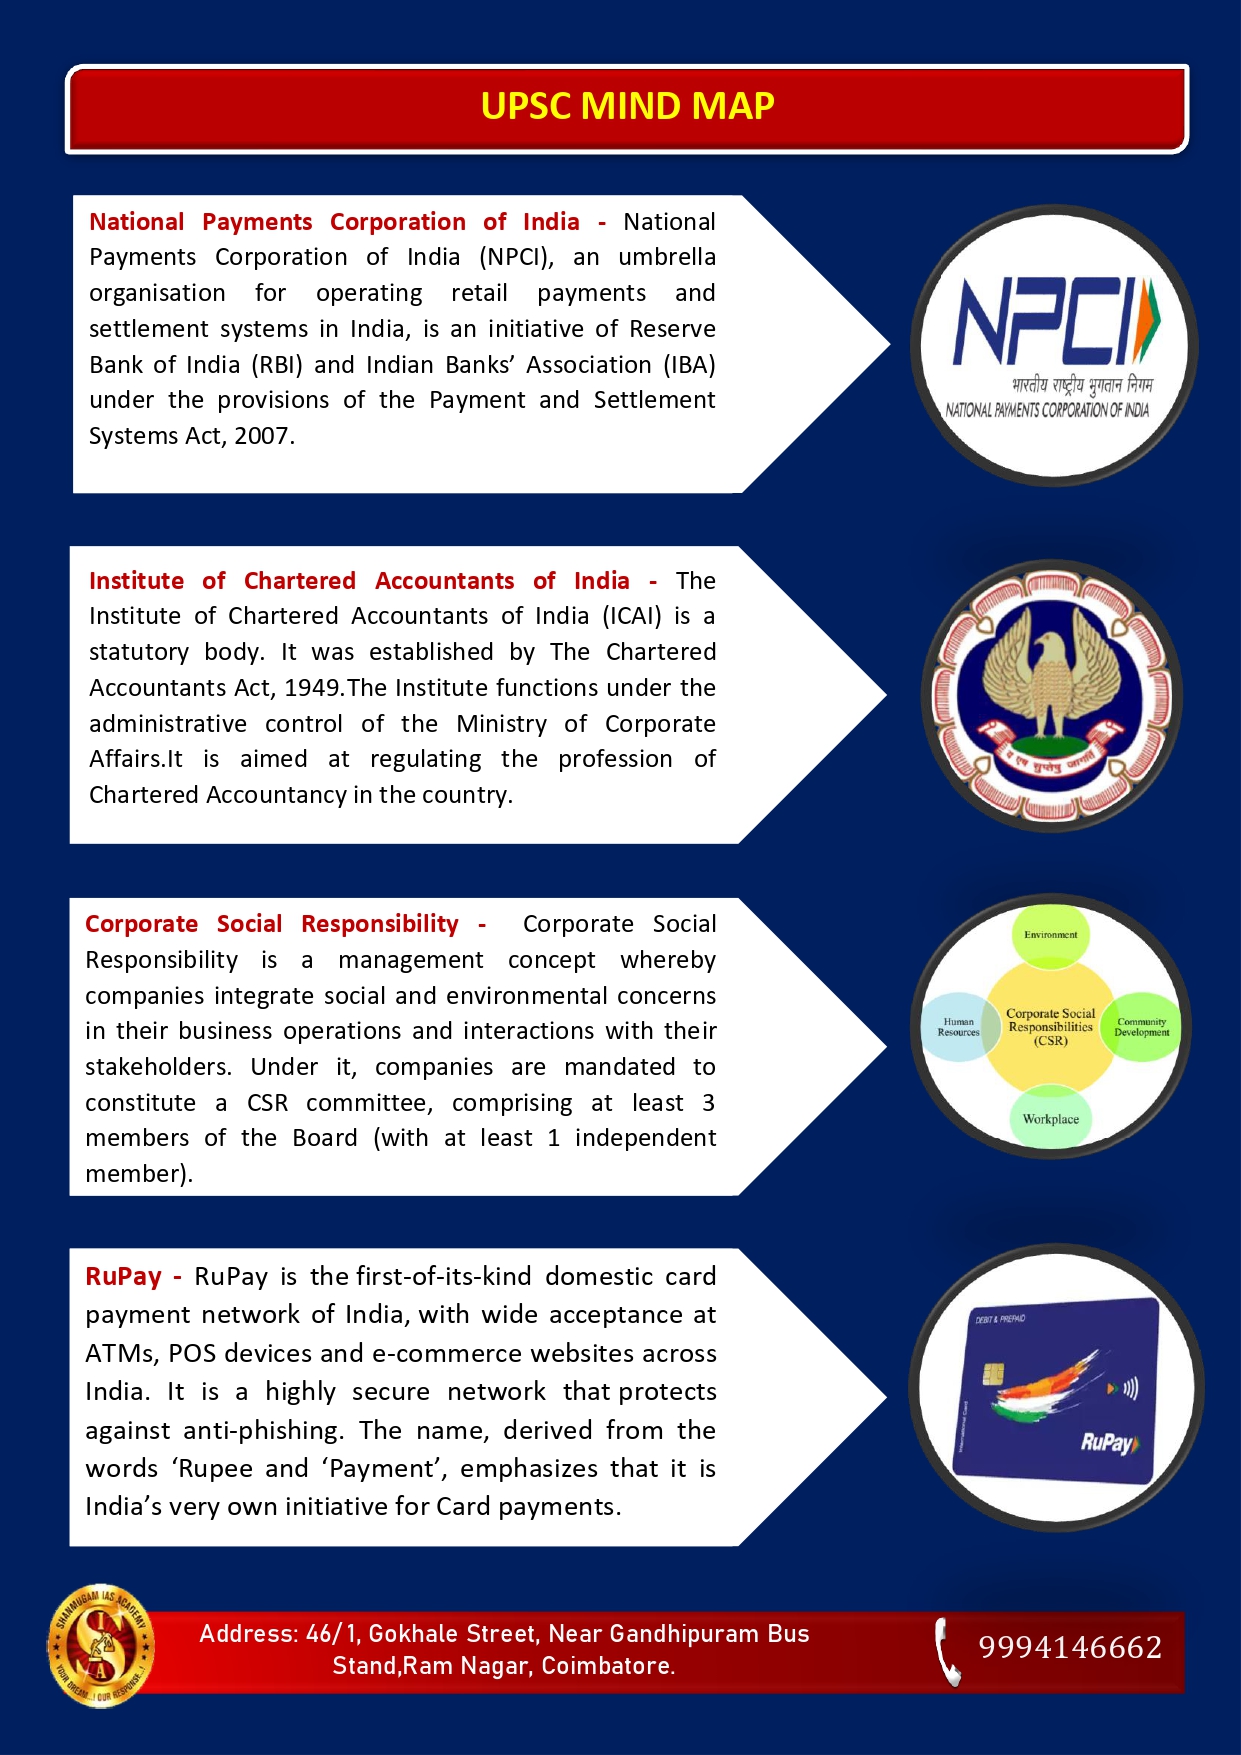 UPSC MIND MAP
National Payments Corporation of India - National
Payments Corporation of India (NPCI), an umbrella
organisation for operating retail payments and
settlement systems in India, is an initiative of Reserve
Bank of India (RBI) and Indian Banks’ Association (IBA)
under the provisions of the Payment and Settlement
Systems Act, 2007.
NPCI
भारतीय राष्ट्रीय भुगतान निगम
NATIONAL PAYMENTS CORPORATION OF INDIA
Institute of Chartered Accountants of India - The
Institute of Chartered Accountants of India (ICAI) is a
statutory body. It was established by The Chartered
Accountants Act, 1949.The Institute functions under the
administrative control of the Ministry of Corporate
Affairs.It is aimed at regulating the profession of
Chartered Accountancy in the country.
य एष सुप्तेषु जागर्ति
Corporate Social Responsibility - Corporate Social
Responsibility is a management concept whereby
companies integrate social and environmental concerns
in their business operations and interactions with their
stakeholders. Under it, companies are mandated to
constitute a CSR committee, comprising at least 3
members of the Board (with at least 1 independent
member).
Environment
Human
Resources
Corporate Social
Responsibilities
(CSR)
Community
Development
Workplace
RuPay - RuPay is the first-of-its-kind domestic card
payment network of India, with wide acceptance at
ATMs, POS devices and e-commerce websites across
India. It is a highly secure network that protects
against anti-phishing. The name, derived from the
words ‘Rupee and ‘Payment’, emphasizes that it is
India’s very own initiative for Card payments.
DEBIT & PREPAID
International Card
RuPay
SHANMUGAM IAS ACADEMY
SIA
YOUR DREAM...! OUR RESPONSE...!
Address: 46/1, Gokhale Street, Near Gandhipuram Bus
Stand,Ram Nagar, Coimbatore.
9994146662